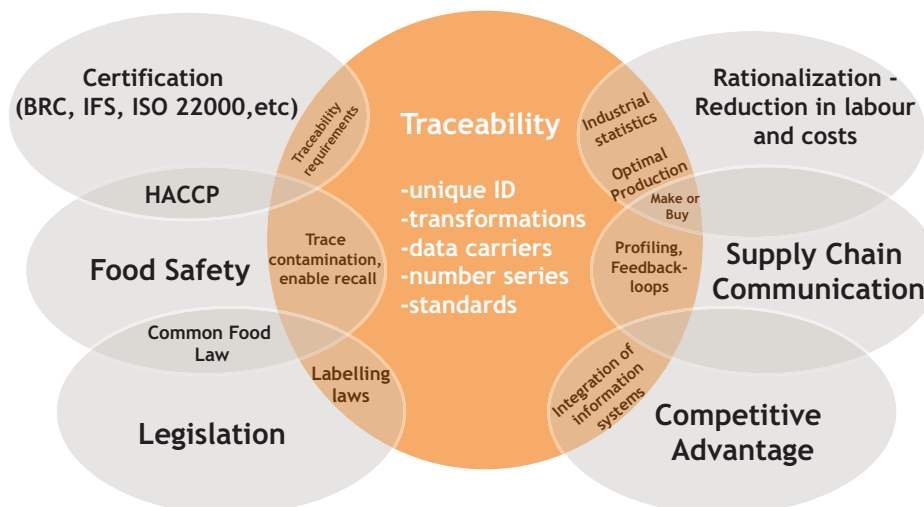 Certification
(BRC, IFS, ISO 22000,etc)
Traceability
requirements
HACCP
Food Safety
Trace
contamination,
enable recall
Common Food
Law
Labelling
laws
Legislation
Traceability
-unique ID
-transformations
-data carriers
-number series
-standards
Industrial
statistics
Optimal
Production
Rationalization -
Reduction in labour
and costs
Make or
Buy
Profiling,
Feedback-
loops
Supply Chain
Communication
Integration of
information
systems
Competitive
Advantage